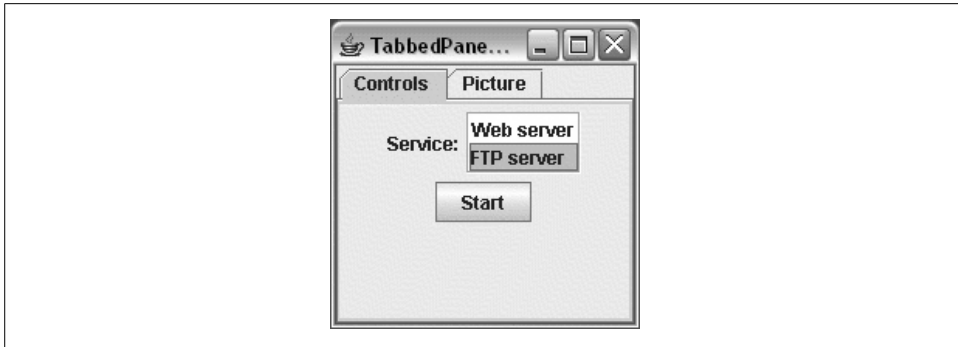 TabbedPane...
Controls Picture
Service:
Web server
FTP server
Start